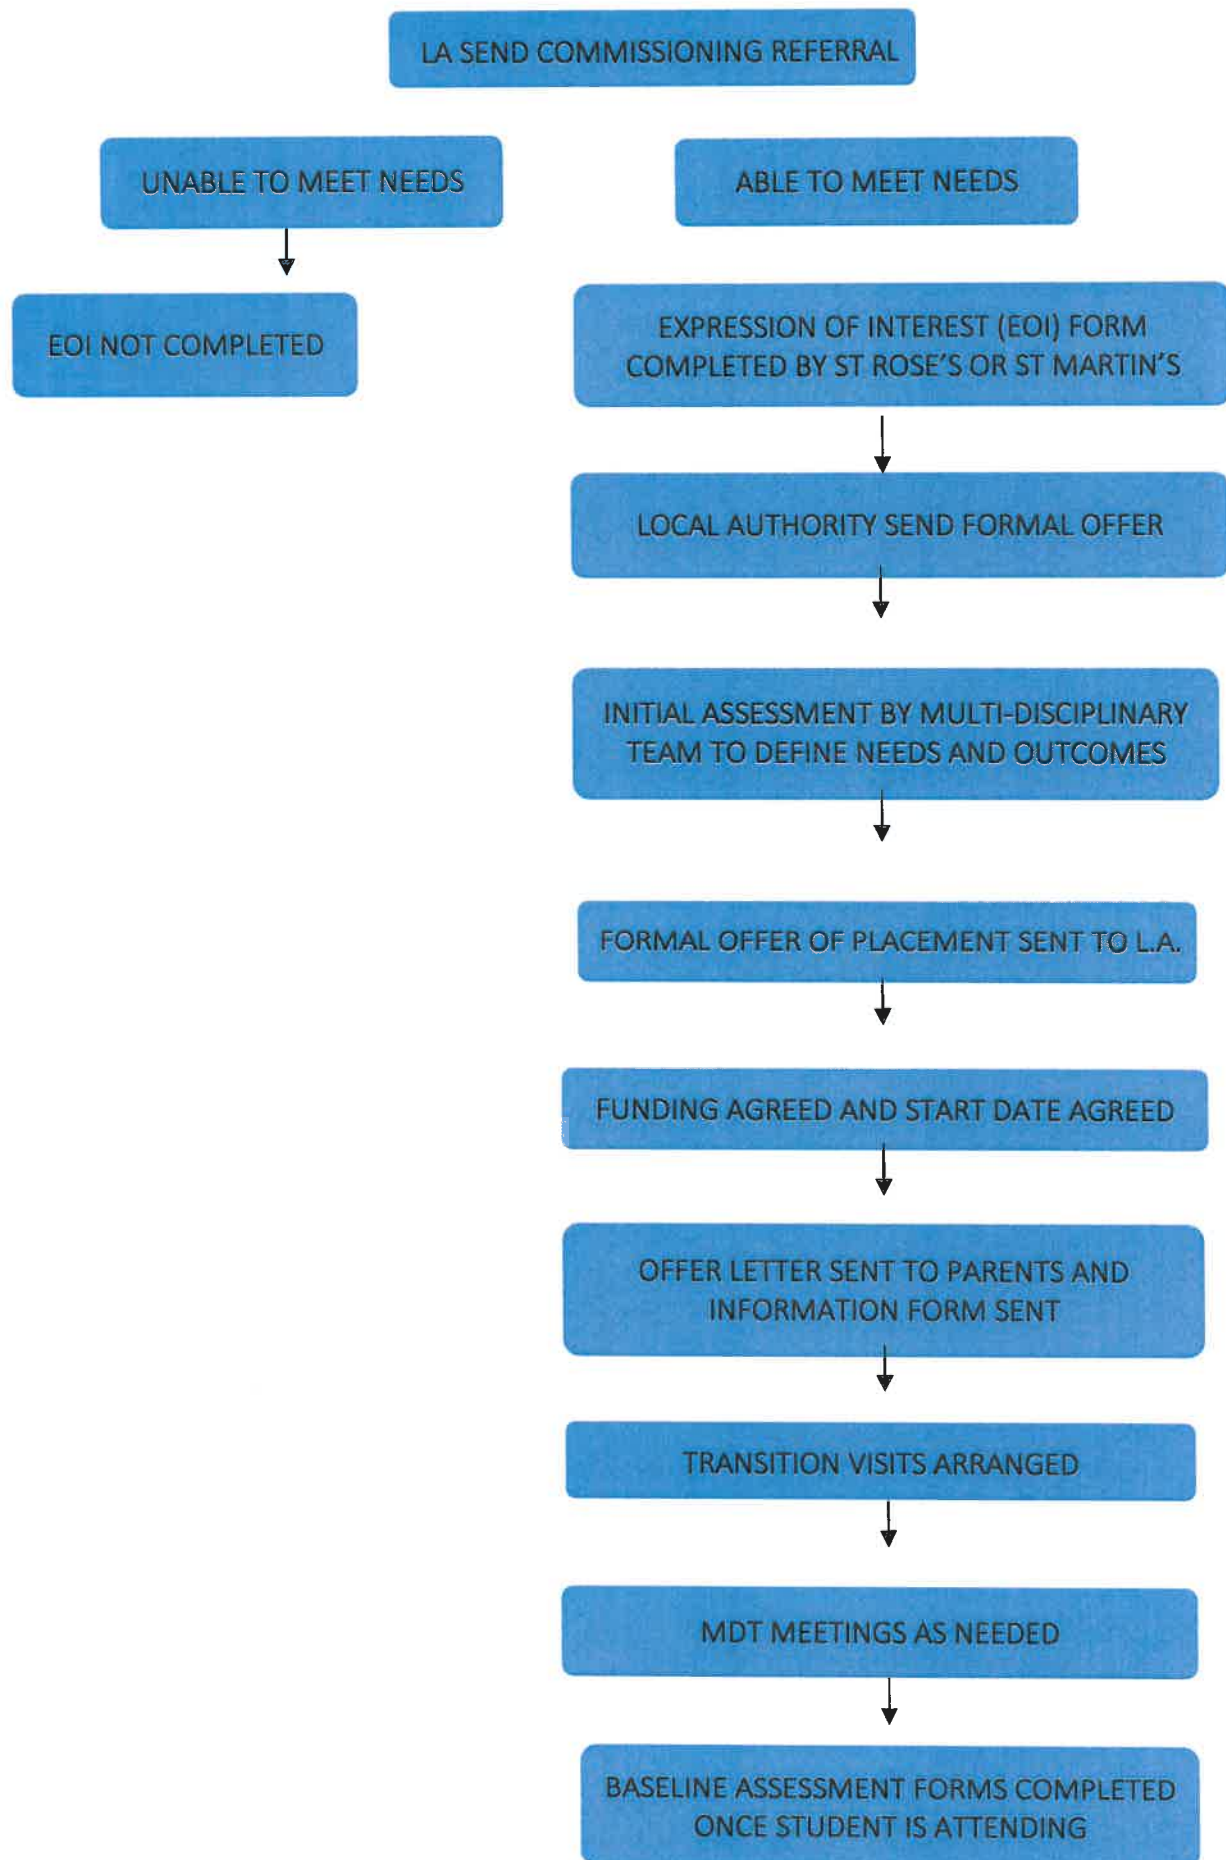 LA SEND COMMISSIONING REFERRAL
UNABLE TO MEET NEEDS
ABLE TO MEET NEEDS
EOI NOT COMPLETED
EXPRESSION OF INTEREST (EOI) FORM
COMPLETED BY ST ROSE'S OR ST MARTIN'S
LOCAL AUTHORITY SEND FORMAL OFFER
INITIAL ASSESSMENT BY MULTI-DISCIPLINARY
TEAM TO DEFINE NEEDS AND OUTCOMES
FORMAL OFFER OF PLACEMENT SENT TO L.A.
FUNDING AGREED AND START DATE AGREED
OFFER LETTER SENT TO PARENTS AND
INFORMATION FORM SENT
TRANSITION VISITS ARRANGED
MDT MEETINGS AS NEEDED
BASELINE ASSESSMENT FORMS COMPLETED
ONCE STUDENT IS ATTENDING